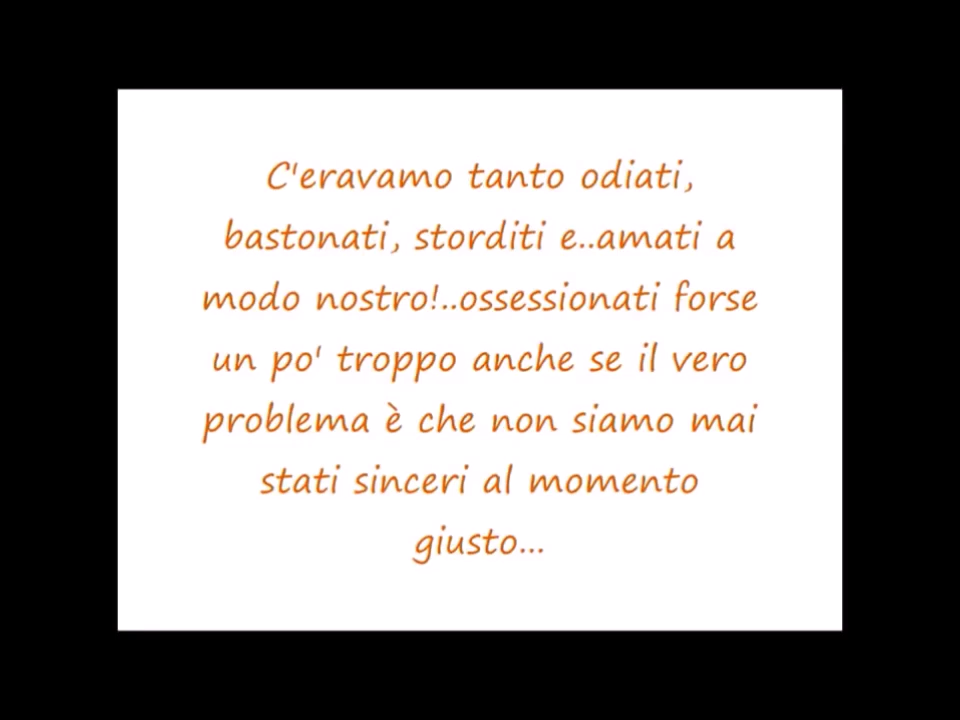 C'eravamo tanto odiati,
bastonati, storditi e..amati a
modo nostro!..ossessionati forse
un po' troppo anche se il vero
problema è che non siamo mai
stati sinceri al momento
giusto...